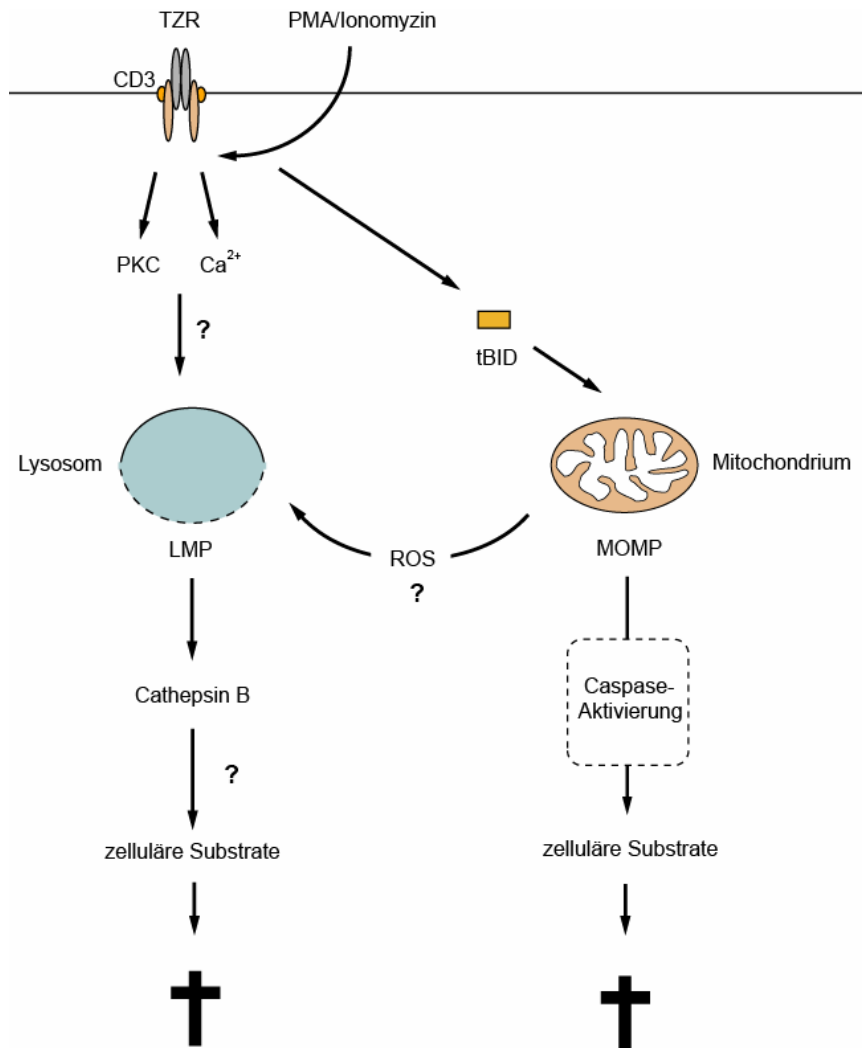 TZR
PMA/Ionomyzin
CD3
PKC
Ca²⁺
?
tBID
Lysosom
Mitochondrium
LMP
ROS
?
MOMP
Cathepsin B
Caspase-
Aktivierung
?
zelluläre Substrate
zelluläre Substrate